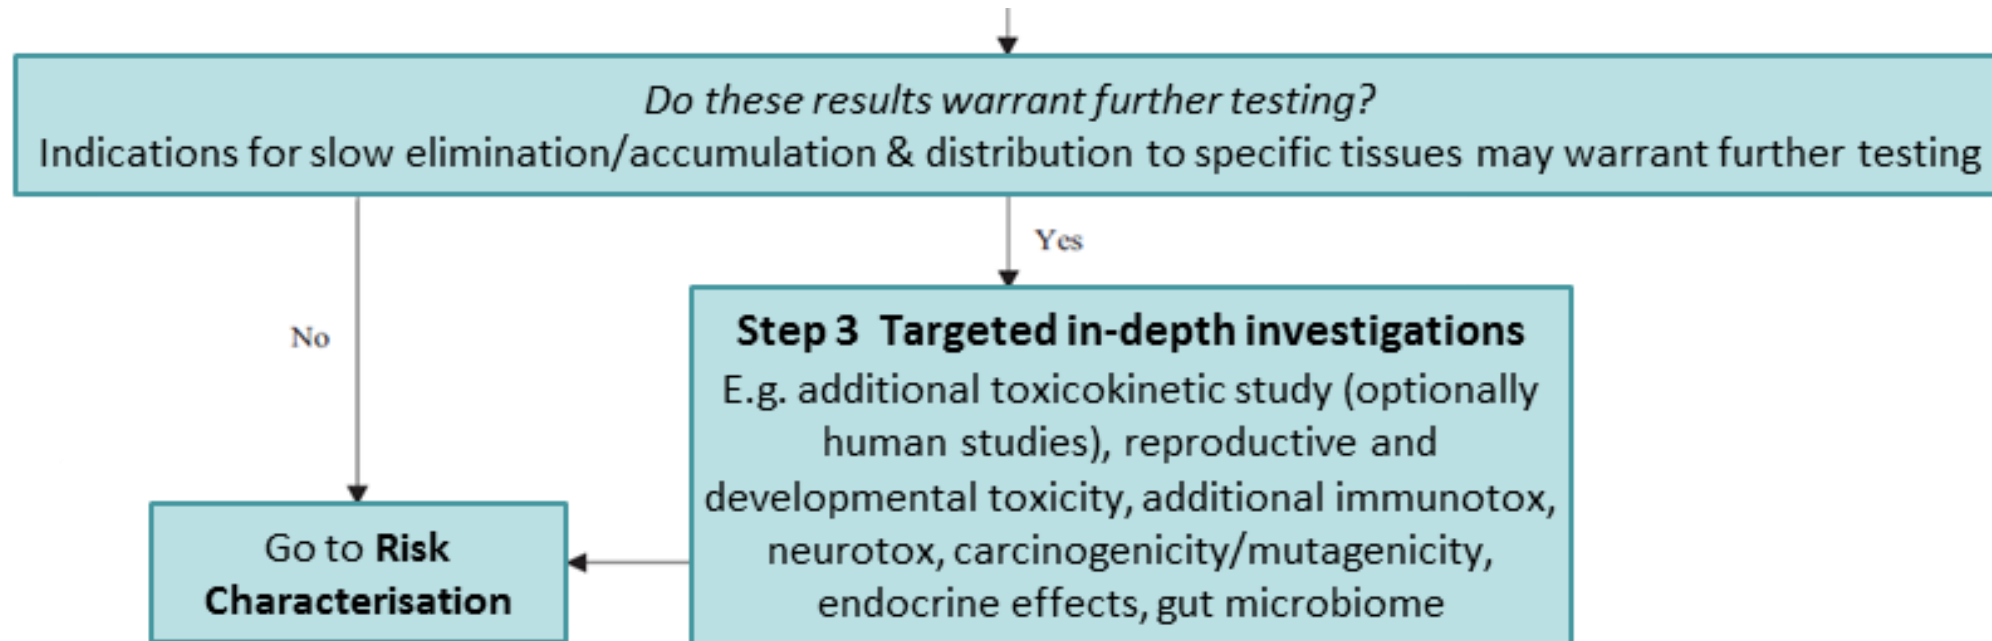 Do these results warrant further testing?
Indications for slow elimination/accumulation & distribution to specific tissues may warrant further testing
Yes
No
Step 3 Targeted in-depth investigations
E.g. additional toxicokinetic study (optionally
human studies), reproductive and
developmental toxicity, additional immunotox,
neurotox, carcinogenicity/mutagenicity,
endocrine effects, gut microbiome
Go to Risk
Characterisation